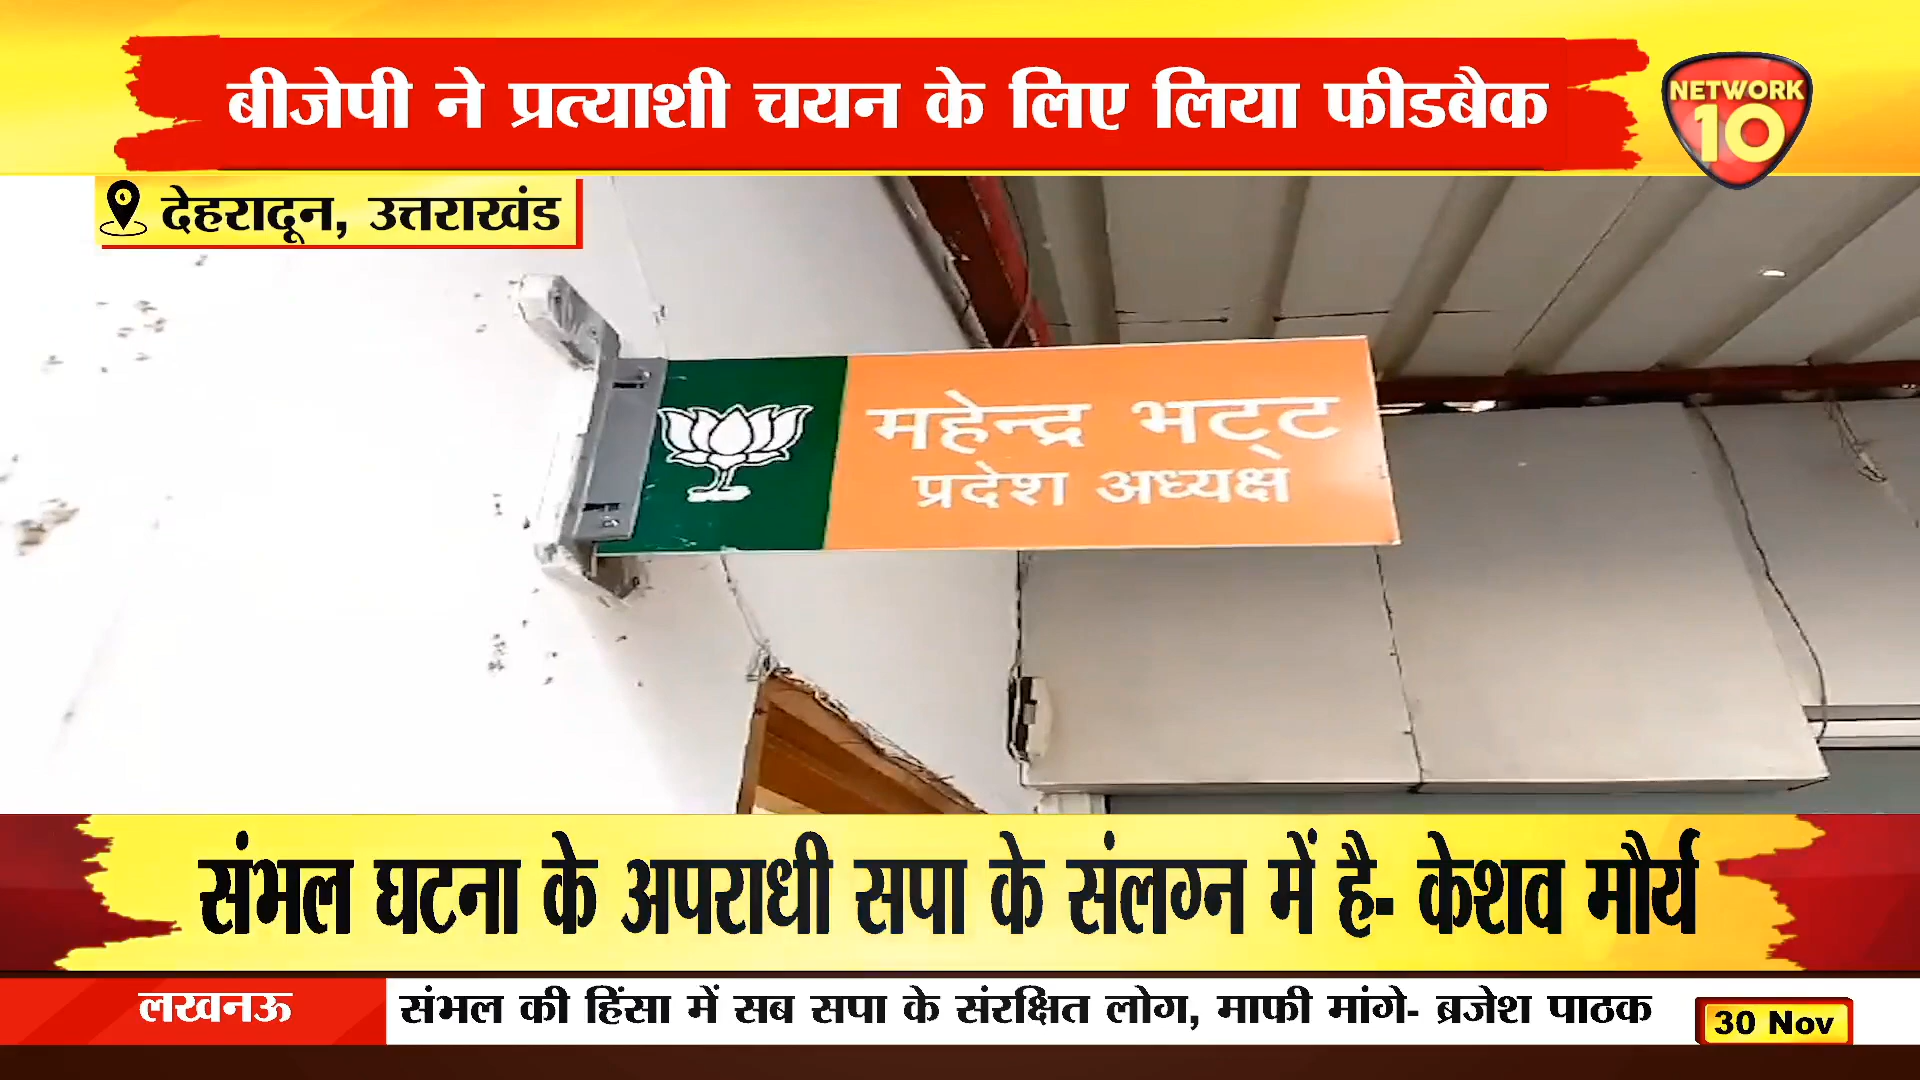 बीजेपी ने प्रत्याशी चयन के लिए लिया फीडबैक
NETWORK
10
देहरादून, उत्तराखंड
महेन्द्र भट्ट
प्रदेश अध्यक्ष
संभल घटना के अपराधी सपा के संलग्न में है- केशव मौर्य
लखनऊ
संभल की हिंसा में सब सपा के संरक्षित लोग, माफी मांगे- ब्रजेश पाठक
30 Nov